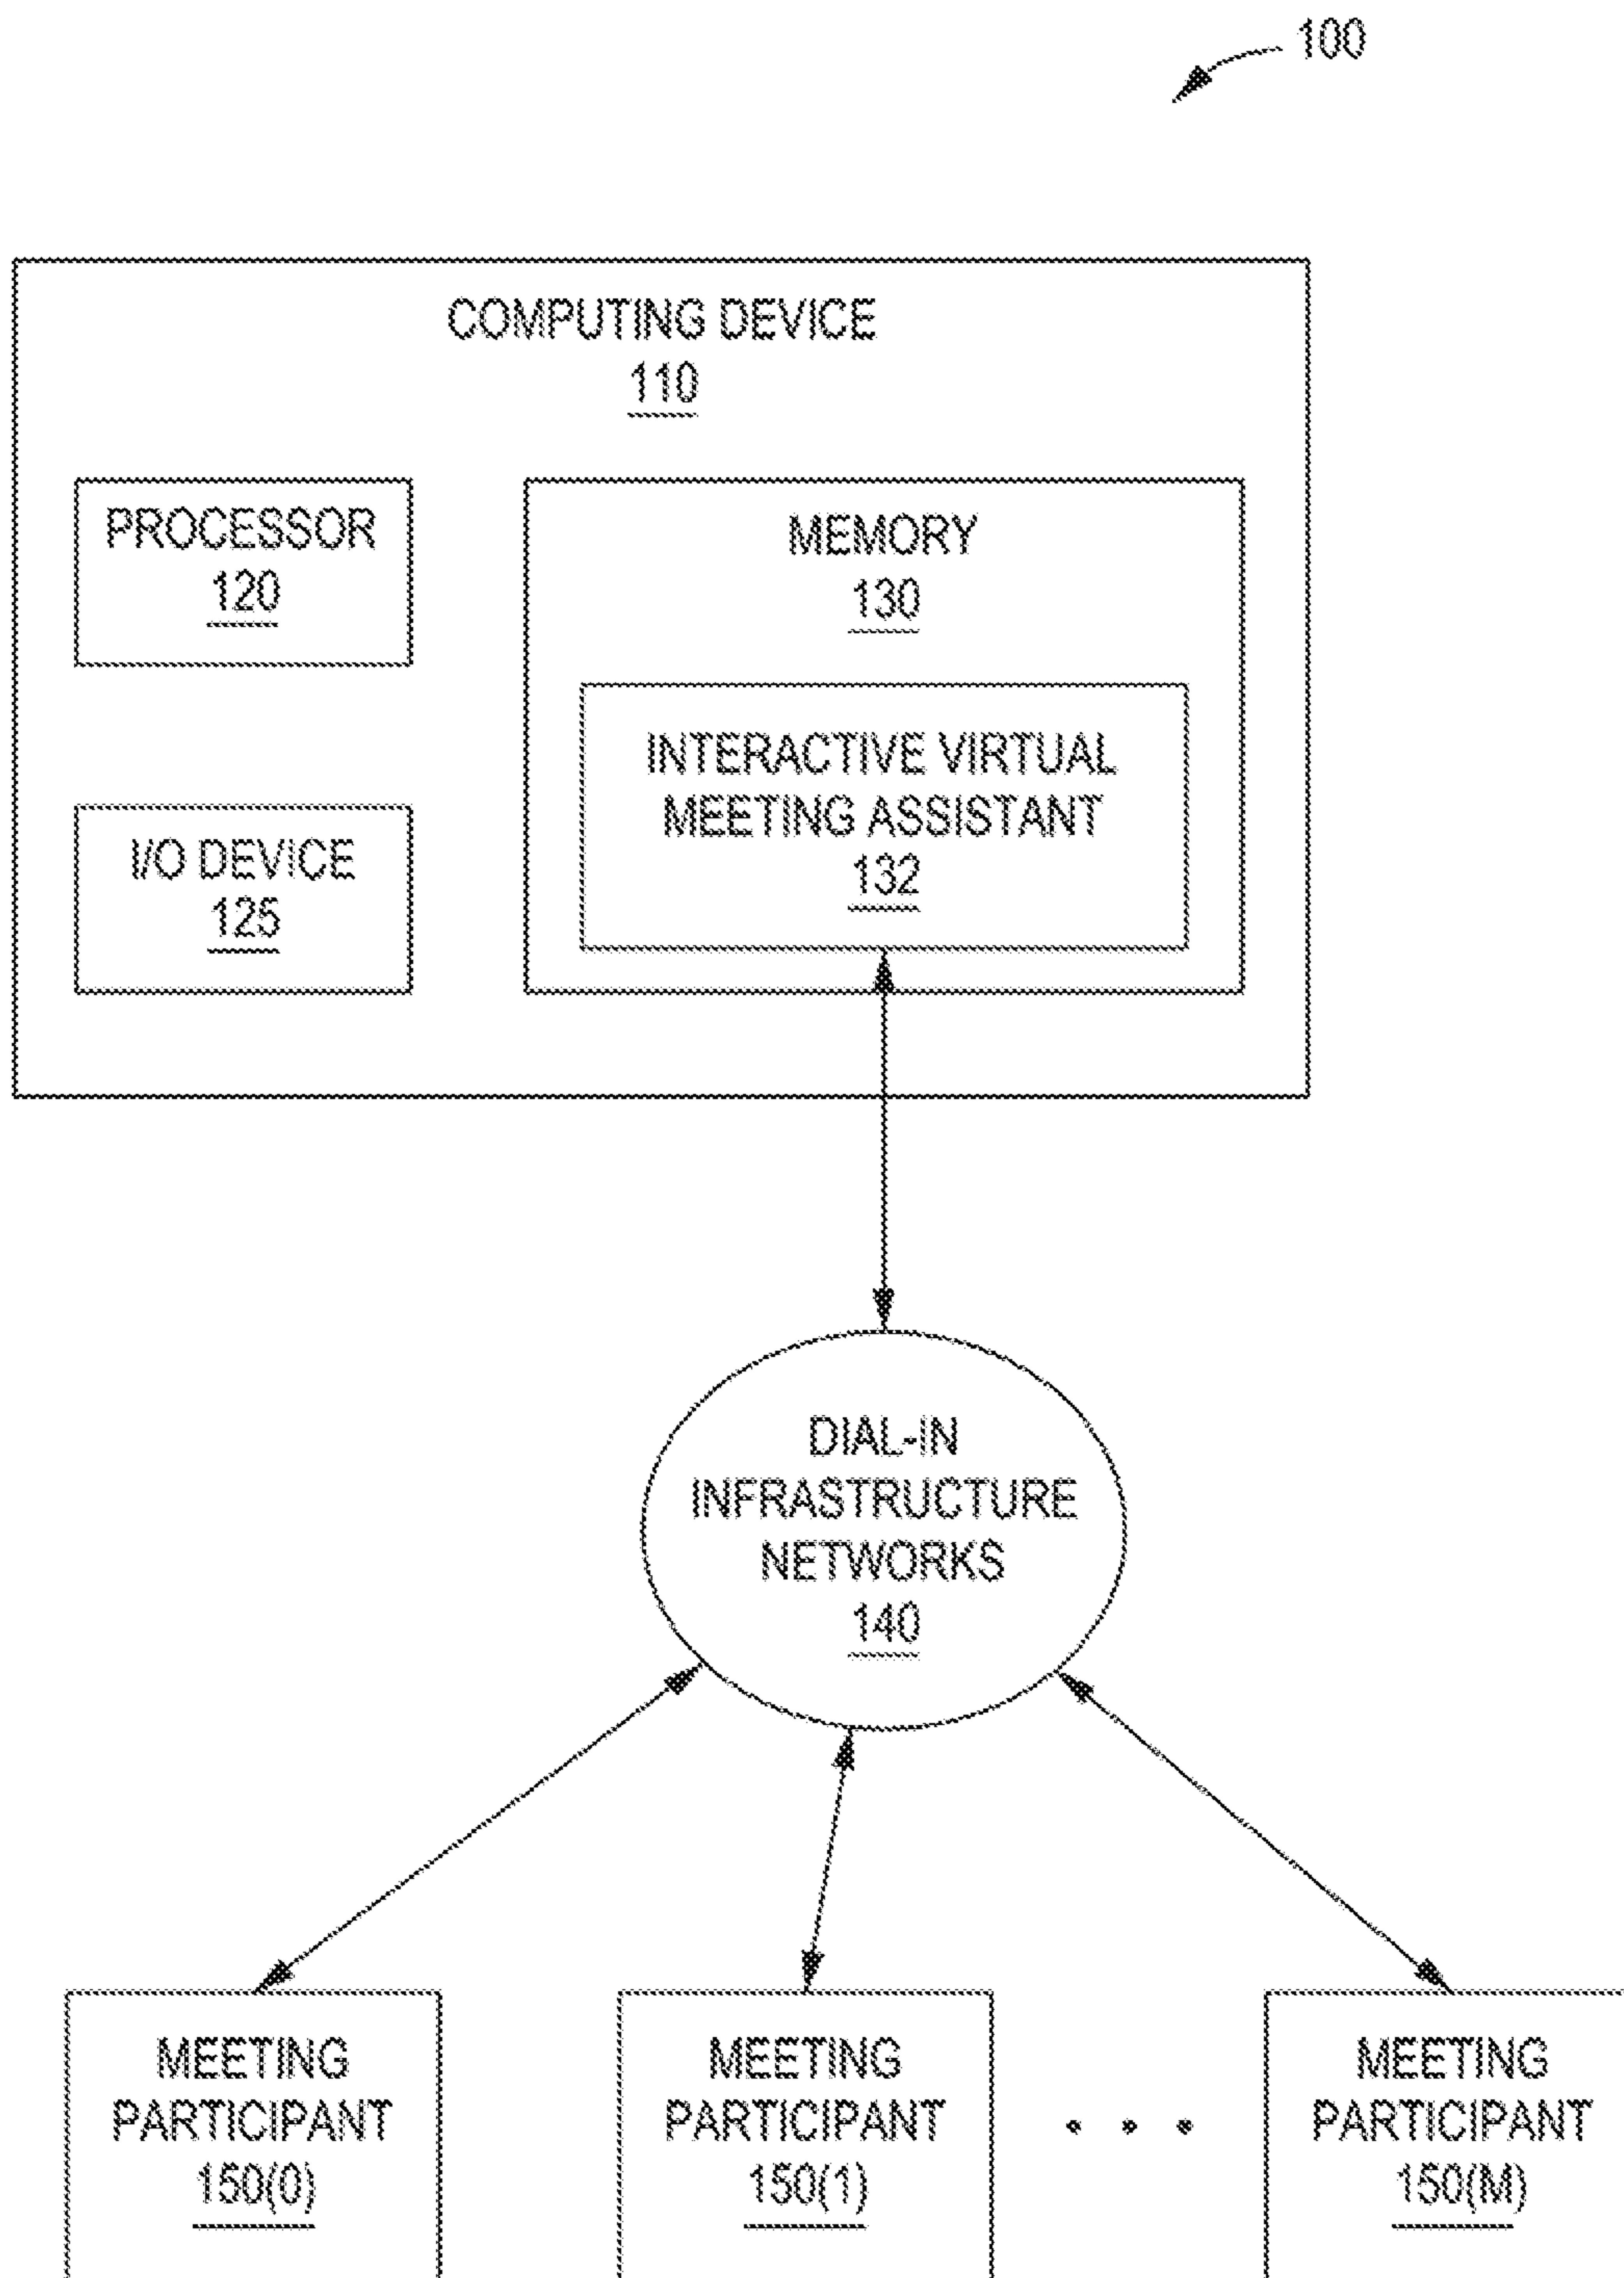 100
COMPUTING DEVICE
110
PROCESSOR
120
MEMORY
130
INTERACTIVE VIRTUAL
MEETING ASSISTANT
132
I/O DEVICE
125
DIAL-IN
INFRASTRUCTURE
NETWORKS
140
MEETING
PARTICIPANT
150(0)
MEETING
PARTICIPANT
150(1)
• • •
MEETING
PARTICIPANT
150(M)